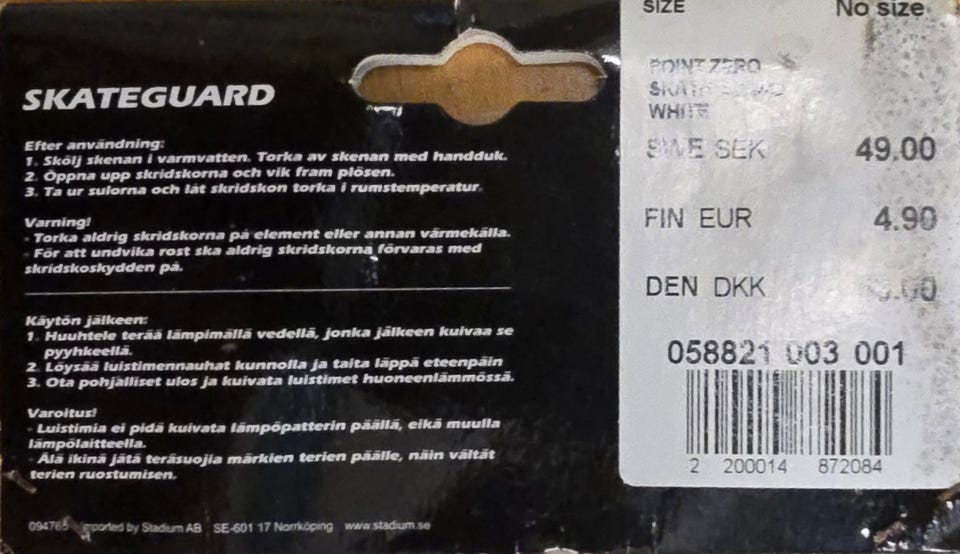 SKATEGUARD
Efter användning:
1. Skölj skenan i varmvatten. Torka av skenan med handduk.
2. Öppna upp skridskorna och vik fram plösen.
3. Ta ur sulorna och låt skridskon torka i rumstemperatur.
Varning!
- Torka aldrig skridskorna på element eller annan värmekälla.
- För att undvika rost ska aldrig skridskorna förvaras med
skridskoskydden på.
Käytön jälkeen:
1. Huuhtele terää lämpimällä vedellä, jonka jälkeen kuivaa se
pyyhkeellä.
2. Löysää luistimennauhat kunnolla ja taita läppä eteenpäin
3. Ota pohjalliset ulos ja kuivata luistimet huoneenlämmössä.
Varoitus!
- Luistimia ei pidä kuivata lämpöpatterin päällä, eikä muulla
lämpölaitteella.
- Älä ikinä jätä teräsuojia märkien terien päälle, näin vältät
terien ruostumisen.
094765 Imported by Stadium AB SE-601 17 Norrköping www.stadium.se
SIZE No size
POINT ZERO
WHITE
SWE SEK 49.00
FIN EUR 4.90
DEN DKK
058821 003 001
2 200014 872084